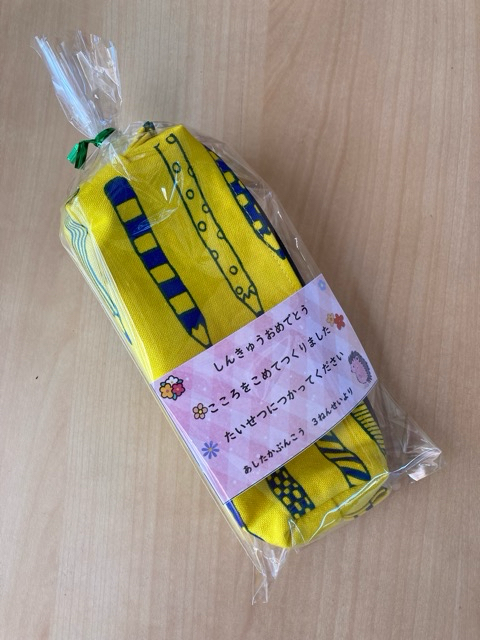 しんきゅうおめでとう
こころをこめてつくりました
たいせつにつかってください
あしたかぶんこう 3ねんせいより